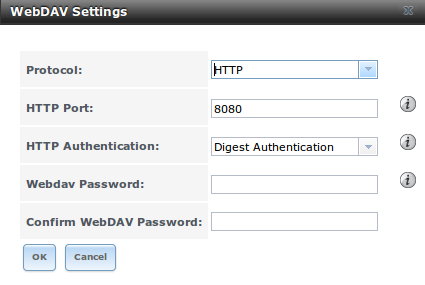 WebDAV Settings
Protocol: HTTP
HTTP Port: 8080
HTTP Authentication: Digest Authentication
Webdav Password:
Confirm WebDAV Password:
OK Cancel